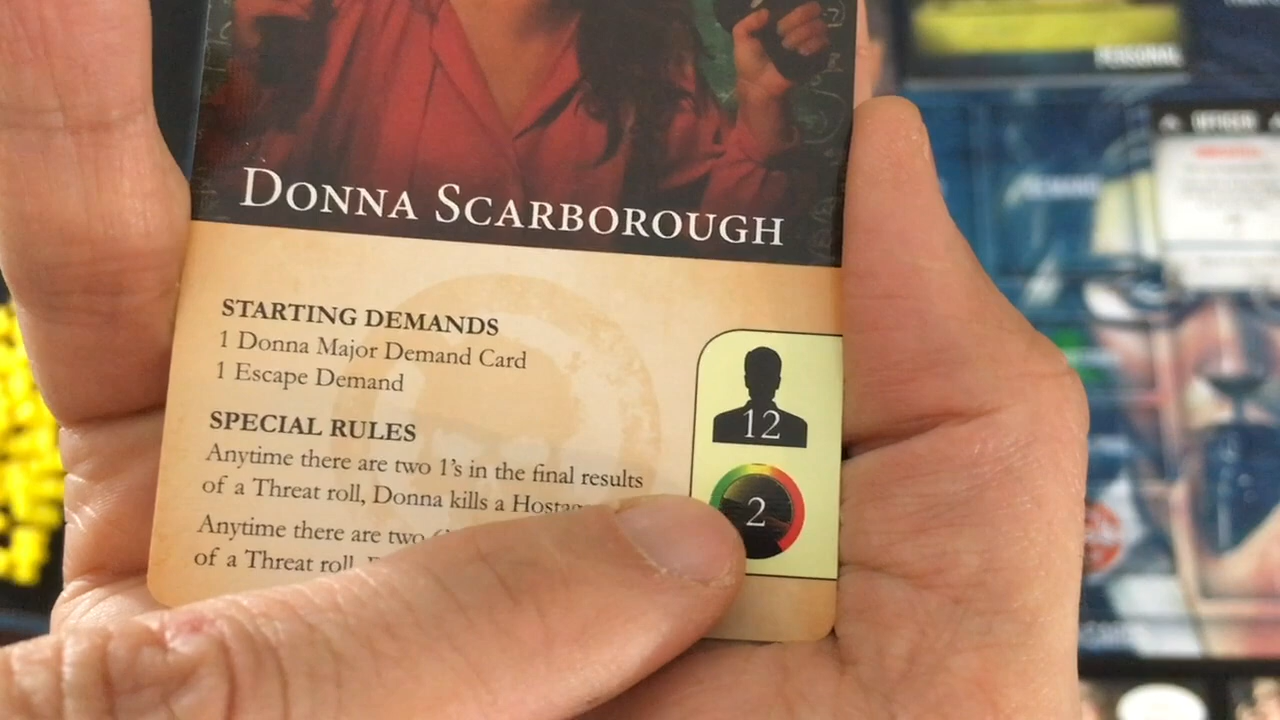 PERSONAL
DONNA SCARBOROUGH
STARTING DEMANDS
1 Donna Major Demand Card
1 Escape Demand
SPECIAL RULES
Anytime there are two 1's in the final results
of a Threat roll, Donna kills a
Anytime there are two
of a Threat roll,
12
2